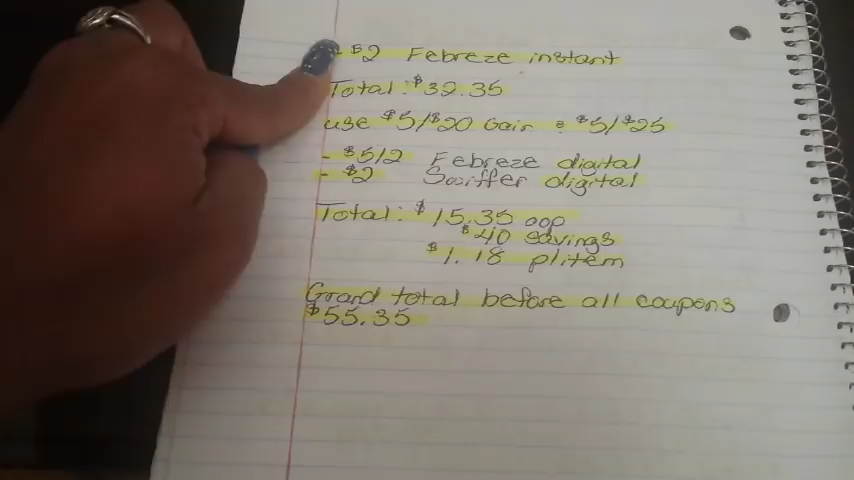 - $2 Febreze instant
Total: $32.35
use $5/$20 Gain & $5/$25
- $5/2 Febreze digital
- $2 Swiffer digital
Total: $15.35 oop
$40 savings
$1.18 p/item
Grand total before all coupons
$55.35